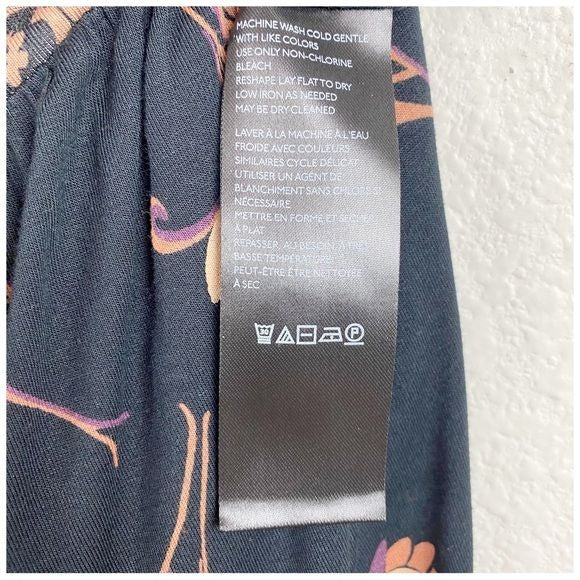 MACHINE WASH COLD GENTLE
WITH LIKE COLORS
USE ONLY NON-CHLORINE
BLEACH
RESHAPE LAY FLAT TO DRY
LOW IRON AS NEEDED
MAY BE DRY CLEANED
LAVER À LA MACHINE À L'EAU
FROIDE AVEC COULEURS
SIMILAIRES CYCLE DÉLICAT
UTILISER UN AGENT DE
BLANCHIMENT SANS CHLORE SI
NÉCESSAIRE
METTRE EN FORME ET SÉCHER
À PLAT
REPASSER, AU BESOIN, À
BASSE TEMPÉRATURE
PEUT-ÊTRE ÊTRE NETTOYÉE
À SEC
30
P